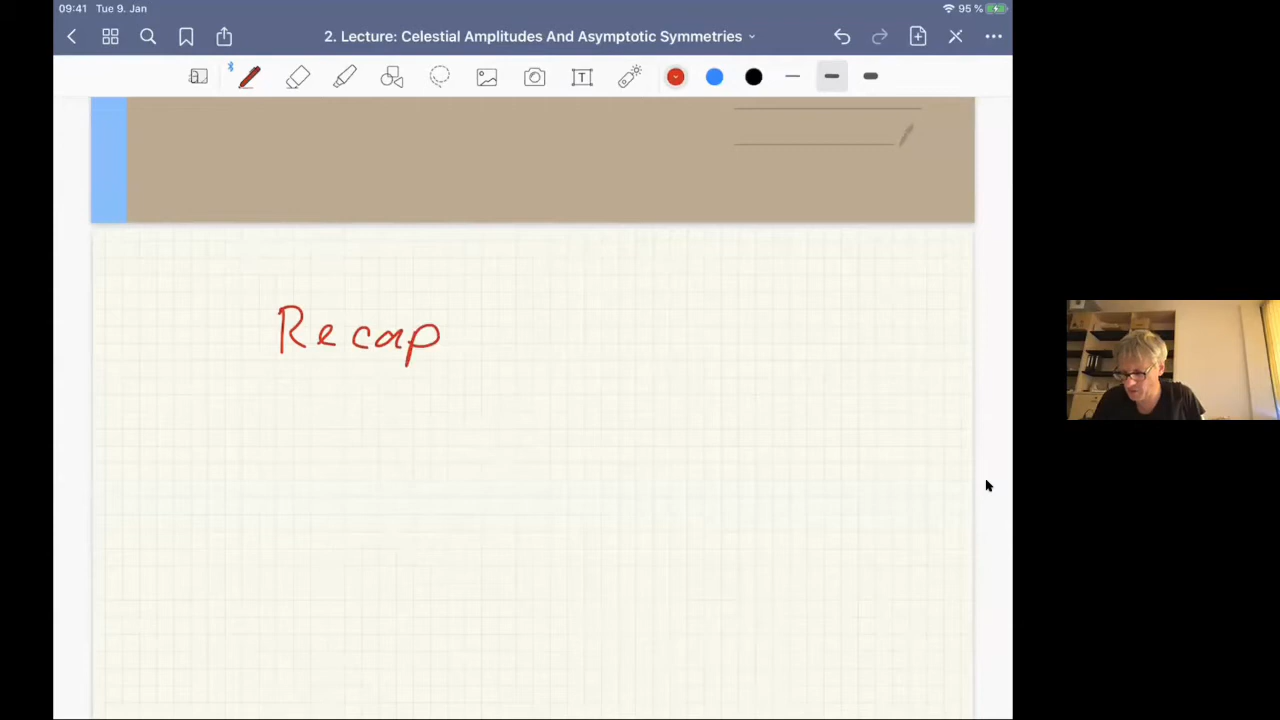 09:41 Tue 9. Jan 95 %
2. Lecture: Celestial Amplitudes And Asymptotic Symmetries
T
Recap